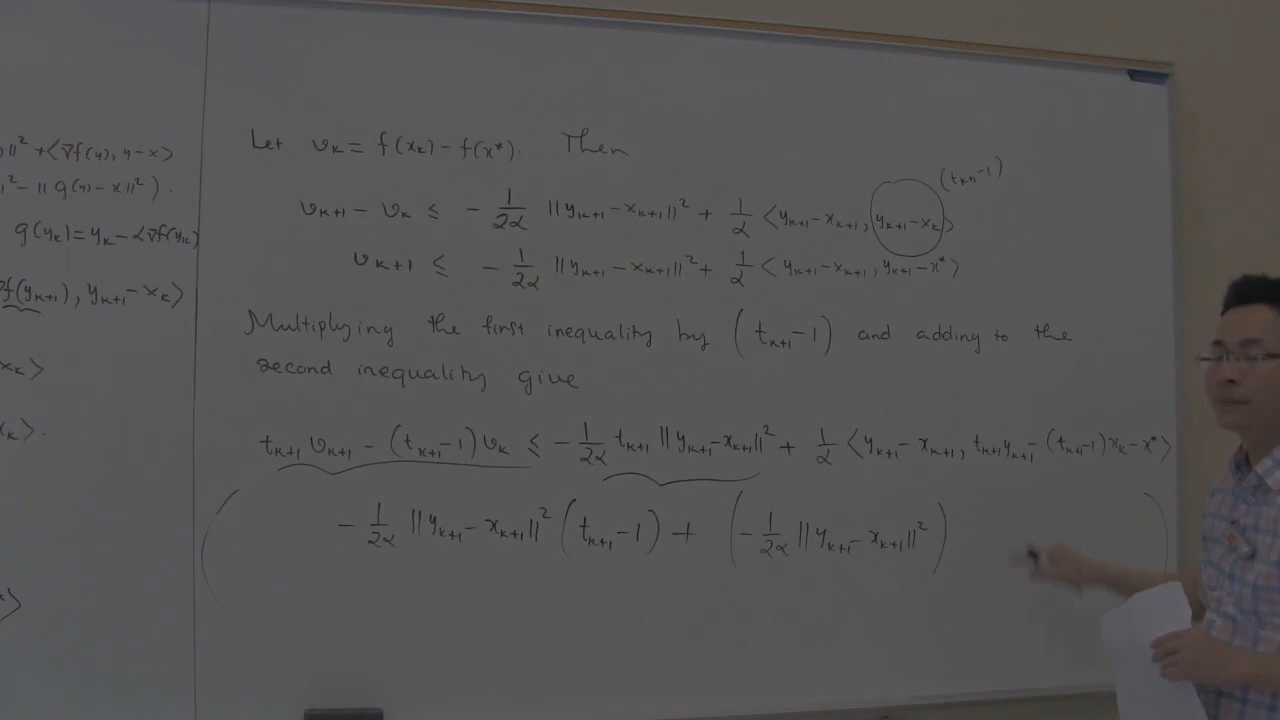 )||² + ⟨∇f(y), y-x⟩
||² - ||g(y)-x||²).
g(y_k) = y_k - α∇f(y_k)
∇f(y_{k+1}), y_{k+1} - x_k⟩
x_k⟩
x_k⟩.
⟩
Let v_k = f(x_k) - f(x*). Then
(t_{k+1} - 1)
v_{k+1} - v_k ≤ - 1/2α ||y_{k+1} - x_{k+1}||² + 1/α ⟨y_{k+1} - x_{k+1}, y_{k+1} - x_k⟩
v_{k+1} ≤ - 1/2α ||y_{k+1} - x_{k+1}||² + 1/α ⟨y_{k+1} - x_{k+1}, y_{k+1} - x*⟩
Multiplying the first inequality by (t_{k+1} - 1) and adding to the
second inequality give
t_{k+1} v_{k+1} - (t_{k+1} - 1) v_k ≤ - 1/2α t_{k+1} ||y_{k+1} - x_{k+1}||² + 1/α ⟨y_{k+1} - x_{k+1}, t_{k+1} y_{k+1} - (t_{k+1} - 1) x_k - x*⟩
( - 1/2α ||y_{k+1} - x_{k+1}||² (t_{k+1} - 1) + (- 1/2α ||y_{k+1} - x_{k+1}||²) )